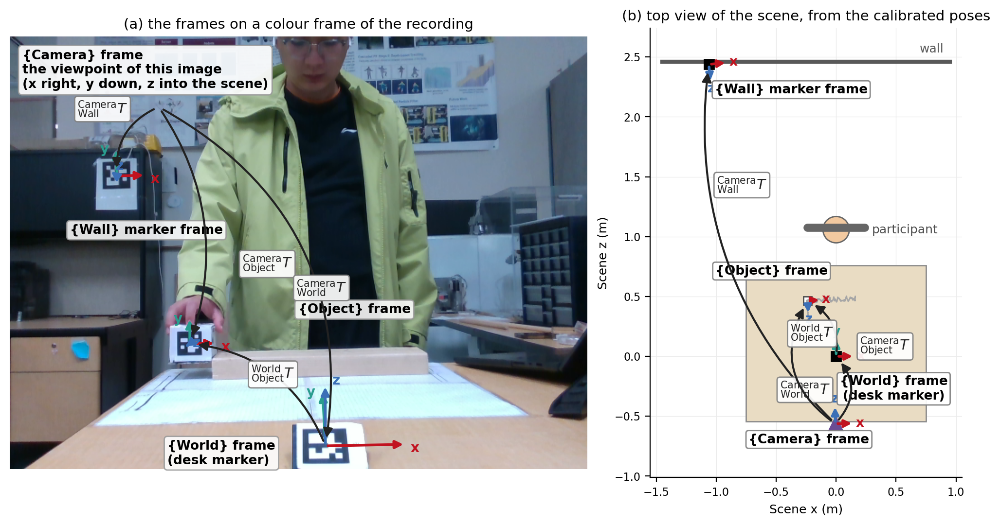 (a) the frames on a colour frame of the recording
{Camera} frame
the viewpoint of this image
(x right, y down, z into the scene)
Camera
Wall T
y
z
x
{Wall} marker frame
Camera
Object T
Camera
World T
{Object} frame
y
z
x
World
Object T
z
y
x
{World} frame
(desk marker)
(b) top view of the scene, from the calibrated poses
wall
x
z
{Wall} marker frame
Camera
Wall T
participant
{Object} frame
x
z
World
Object T
y
Camera
Object T
x
Camera
World T
{World} frame
(desk marker)
z
x
{Camera} frame
Scene z (m)
2.5
2.0
1.5
1.0
0.5
0.0
−0.5
−1.0
−1.5 −1.0 −0.5 0.0 0.5 1.0
Scene x (m)